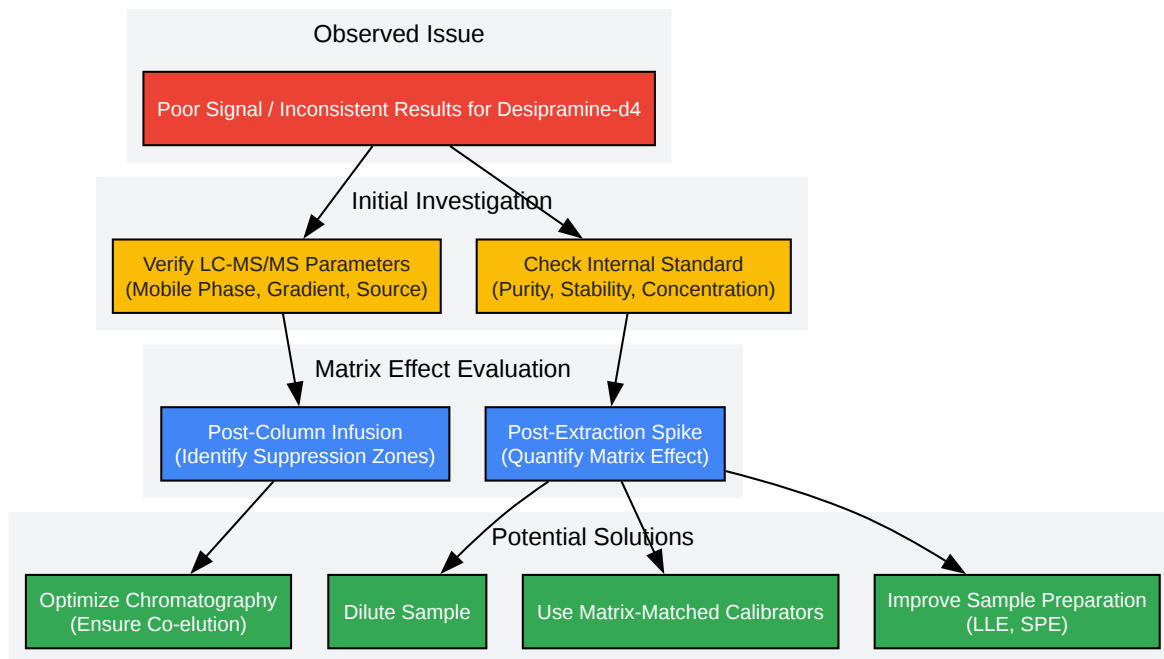 Observed Issue
Poor Signal / Inconsistent Results for Desipramine-d4
Initial Investigation
Verify LC-MS/MS Parameters
(Mobile Phase, Gradient, Source)
Check Internal Standard
(Purity, Stability, Concentration)
Matrix Effect Evaluation
Post-Column Infusion
(Identify Suppression Zones)
Post-Extraction Spike
(Quantify Matrix Effect)
Potential Solutions
Optimize Chromatography
(Ensure Co-elution)
Dilute Sample
Use Matrix-Matched Calibrators
Improve Sample Preparation
(LLE, SPE)